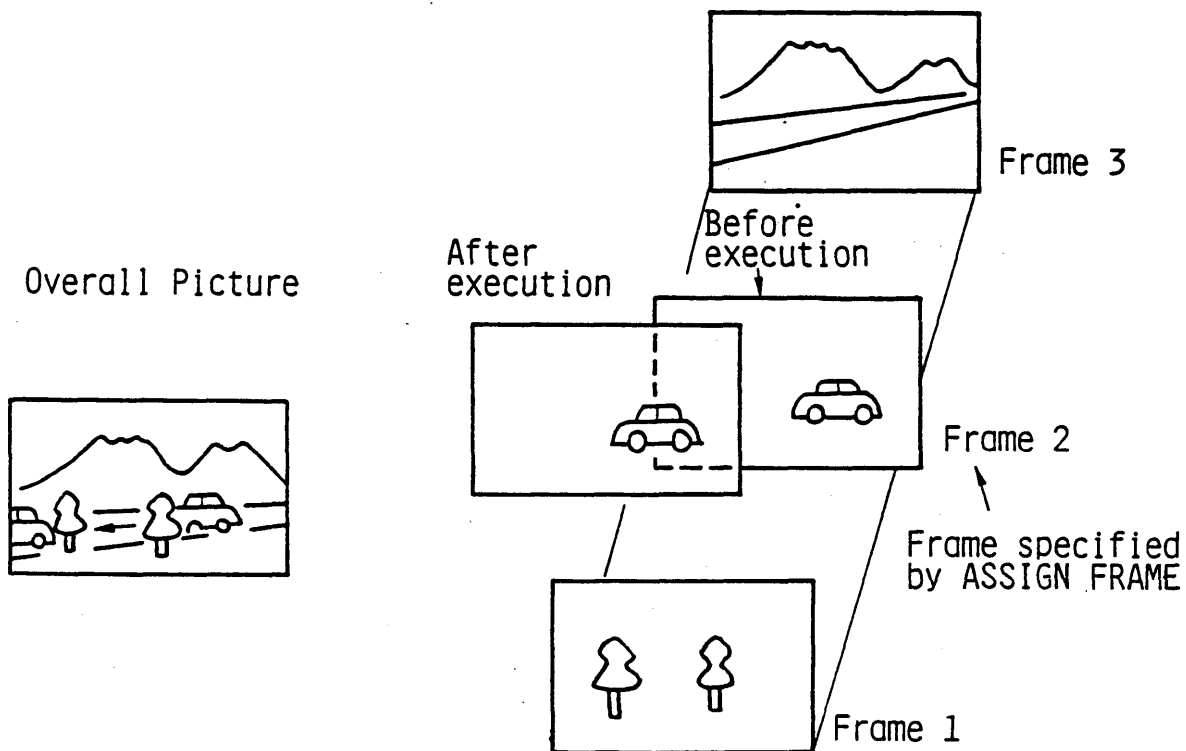 Frame 3
Before
execution
After
execution
Overall Picture
Frame 2
Frame specified
by ASSIGN FRAME
Frame 1